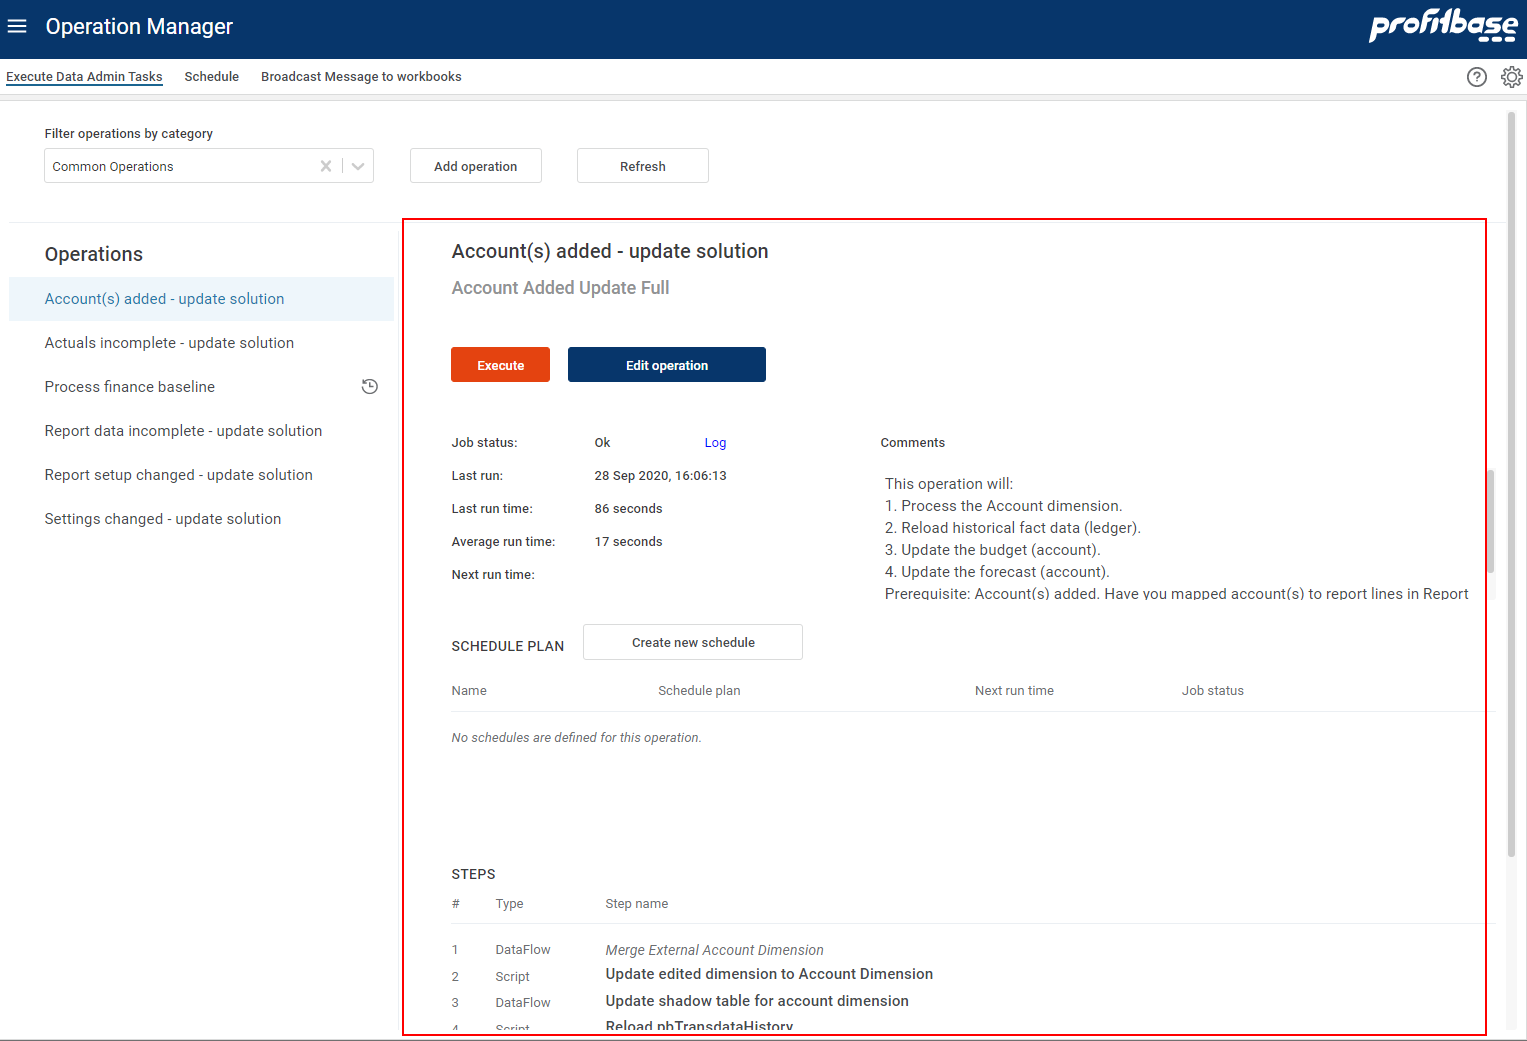 Operation Manager
profitbase
Execute Data Admin Tasks Schedule Broadcast Message to workbooks
?
Filter operations by category
Common Operations
Add operation
Refresh
Operations
Account(s) added - update solution
Actuals incomplete - update solution
Process finance baseline
Report data incomplete - update solution
Report setup changed - update solution
Settings changed - update solution
Account(s) added - update solution
Account Added Update Full
Execute
Edit operation
Job status: Ok Log
Last run: 28 Sep 2020, 16:06:13
Last run time: 86 seconds
Average run time: 17 seconds
Next run time:
Comments
This operation will:
1. Process the Account dimension.
2. Reload historical fact data (ledger).
3. Update the budget (account).
4. Update the forecast (account).
Prerequisite: Account(s) added. Have you mapped account(s) to report lines in Report
SCHEDULE PLAN
Create new schedule
Name Schedule plan Next run time Job status
No schedules are defined for this operation.
STEPS
# Type Step name
1 DataFlow Merge External Account Dimension
2 Script Update edited dimension to Account Dimension
3 DataFlow Update shadow table for account dimension
4 Script Reload pbTransdataHistory